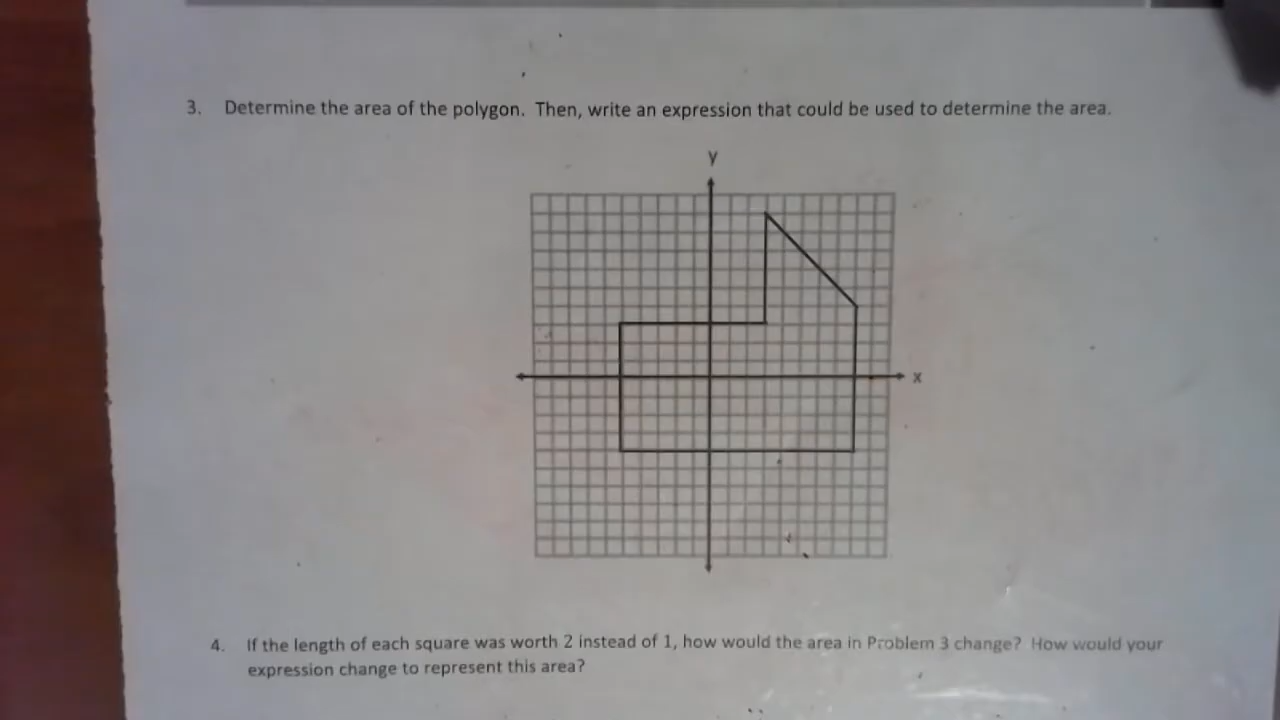 3. Determine the area of the polygon. Then, write an expression that could be used to determine the area.
y
x
4. If the length of each square was worth 2 instead of 1, how would the area in Problem 3 change? How would your
expression change to represent this area?